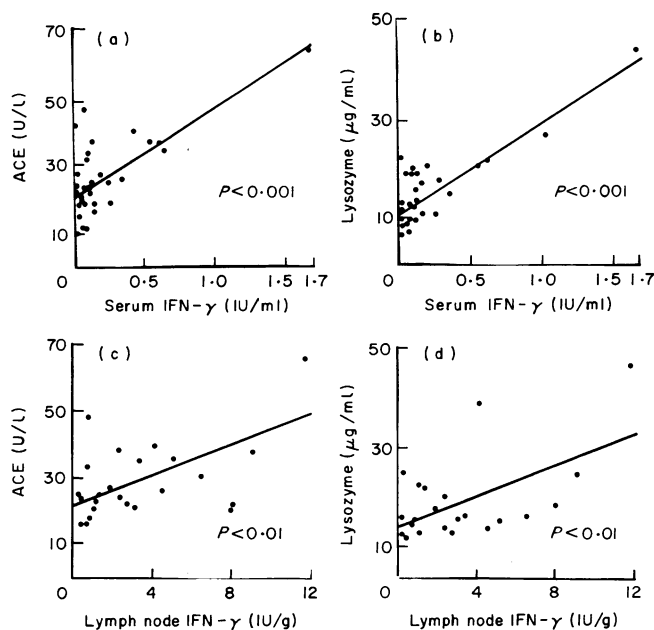 (a)
ACE (U/l)
70
50
30
10
0
P<0.001
0.5
1.0
1.5
1.7
Serum IFN-γ (IU/ml)
(b)
Lysozyme (μg/ml)
50
30
10
0
P<0.001
0.5
1.0
1.5
1.7
Serum IFN-γ (IU/ml)
(c)
ACE (U/l)
70
50
30
10
0
P<0.01
4
8
12
Lymph node IFN-γ (IU/g)
(d)
Lysozyme (μg/ml)
50
30
10
0
P<0.01
4
8
12
Lymph node IFN-γ (IU/g)